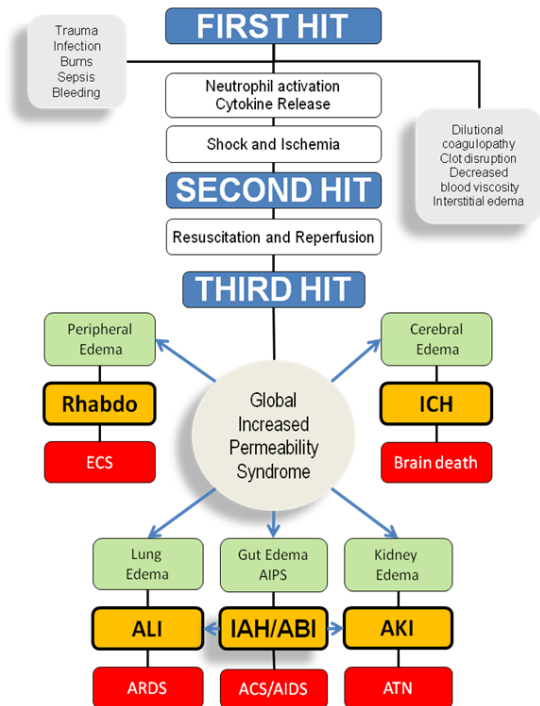 FIRST HIT
Trauma
Infection
Burns
Sepsis
Bleeding
Neutrophil activation
Cytokine Release
Dilutional
coagulopathy
Clot disruption
Decreased
blood viscosity
Interstitial edema
Shock and Ischemia
SECOND HIT
Resuscitation and Reperfusion
THIRD HIT
Peripheral
Edema
Rhabdo
ECS
Cerebral
Edema
ICH
Brain death
Global
Increased
Permeability
Syndrome
Lung
Edema
ALI
ARDS
Gut Edema
AIPS
IAH/ABI
ACS/AIDS
Kidney
Edema
AKI
ATN